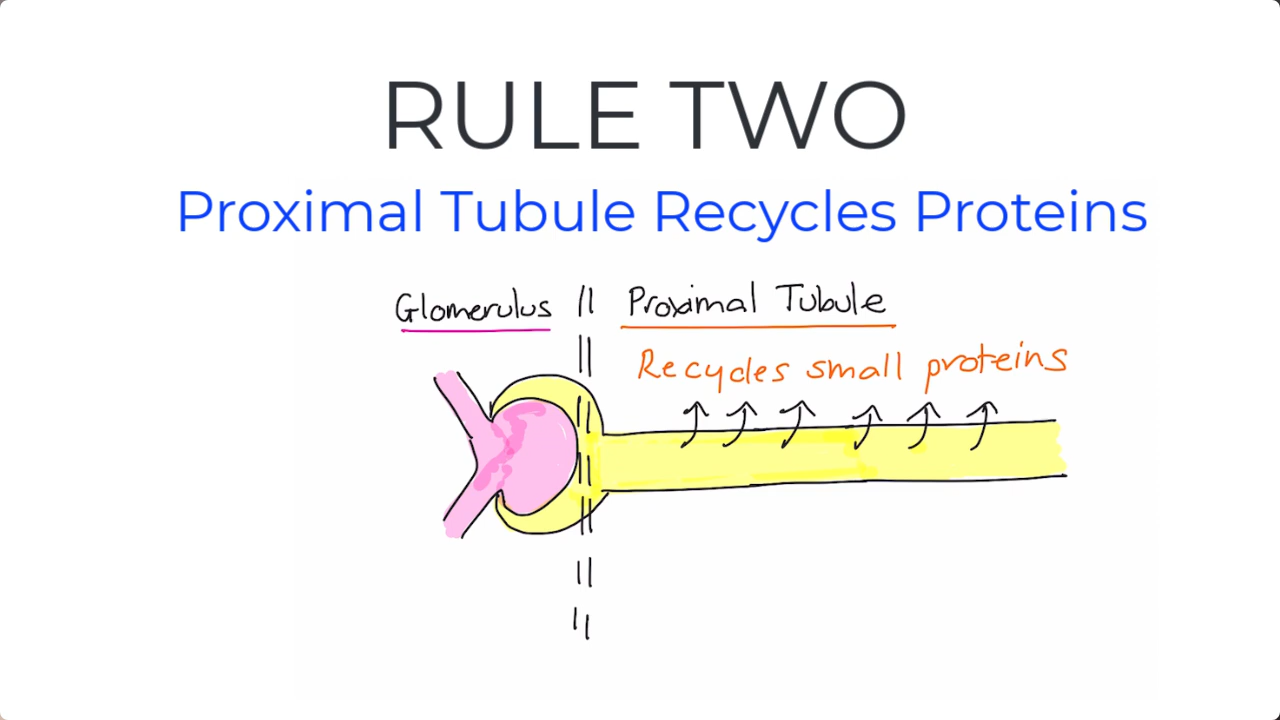 RULE TWO
Proximal Tubule Recycles Proteins
Glomerulus
Proximal Tubule
Recycles small proteins